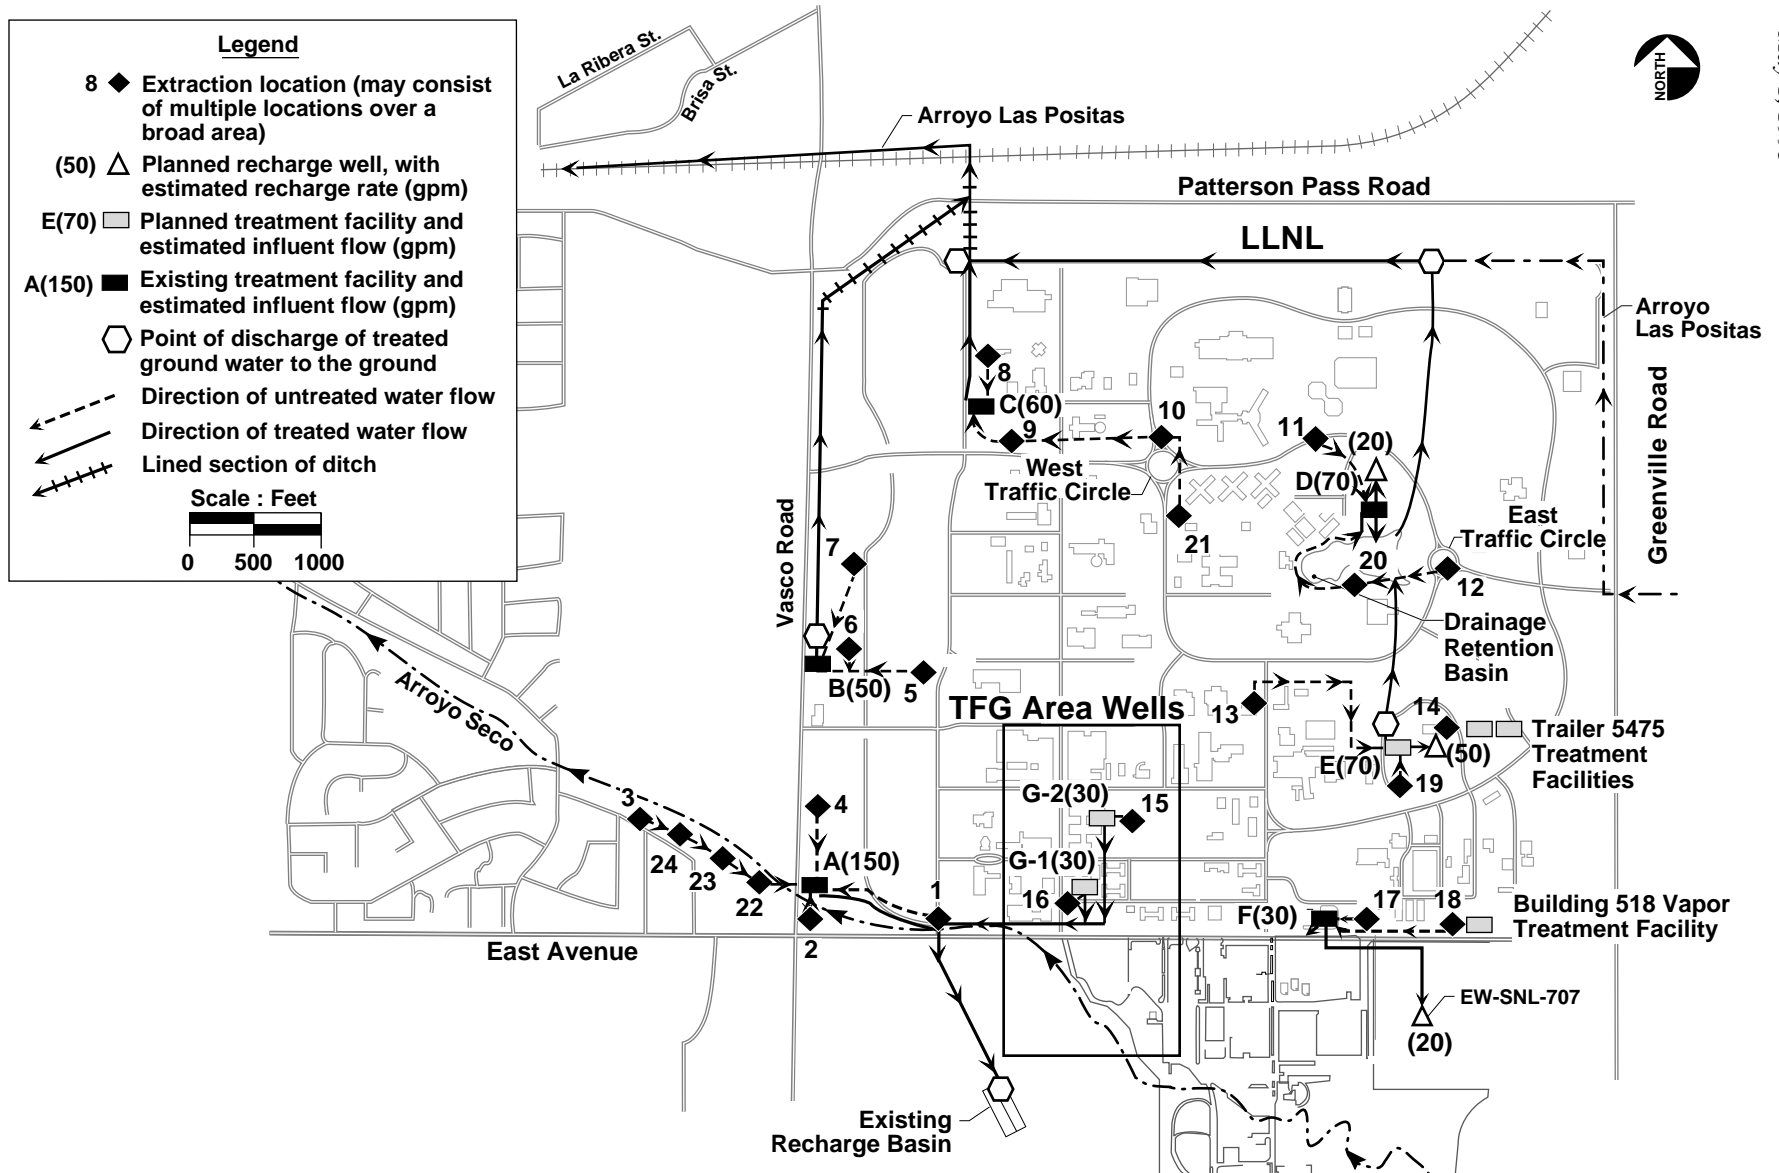 Legend
8 Extraction location (may consist
of multiple locations over a
broad area)
(50) Planned recharge well, with
estimated recharge rate (gpm)
E(70) Planned treatment facility and
estimated influent flow (gpm)
A(150) Existing treatment facility and
estimated influent flow (gpm)
Point of discharge of treated
ground water to the ground
Direction of untreated water flow
Direction of treated water flow
Lined section of ditch
Scale : Feet
0 500 1000
La Ribera St.
Brisa St.
Arroyo Las Positas
NORTH
Patterson Pass Road
LLNL
Arroyo
Las Positas
Greenville Road
Vasco Road
8
C(60)
9
10
11
(20)
D(70)
West
Traffic Circle
21
East
Traffic Circle
20
12
Drainage
Retention
Basin
7
6
B(50)
5
Arroyo Seco
TFG Area Wells
13
14
Trailer 5475
Treatment
Facilities
E(70)
(50)
19
3
24
23
22
4
A(150)
1
2
G-2(30)
15
G-1(30)
16
F(30)
17
18
Building 518 Vapor
Treatment Facility
East Avenue
EW-SNL-707
(20)
Existing
Recharge Basin